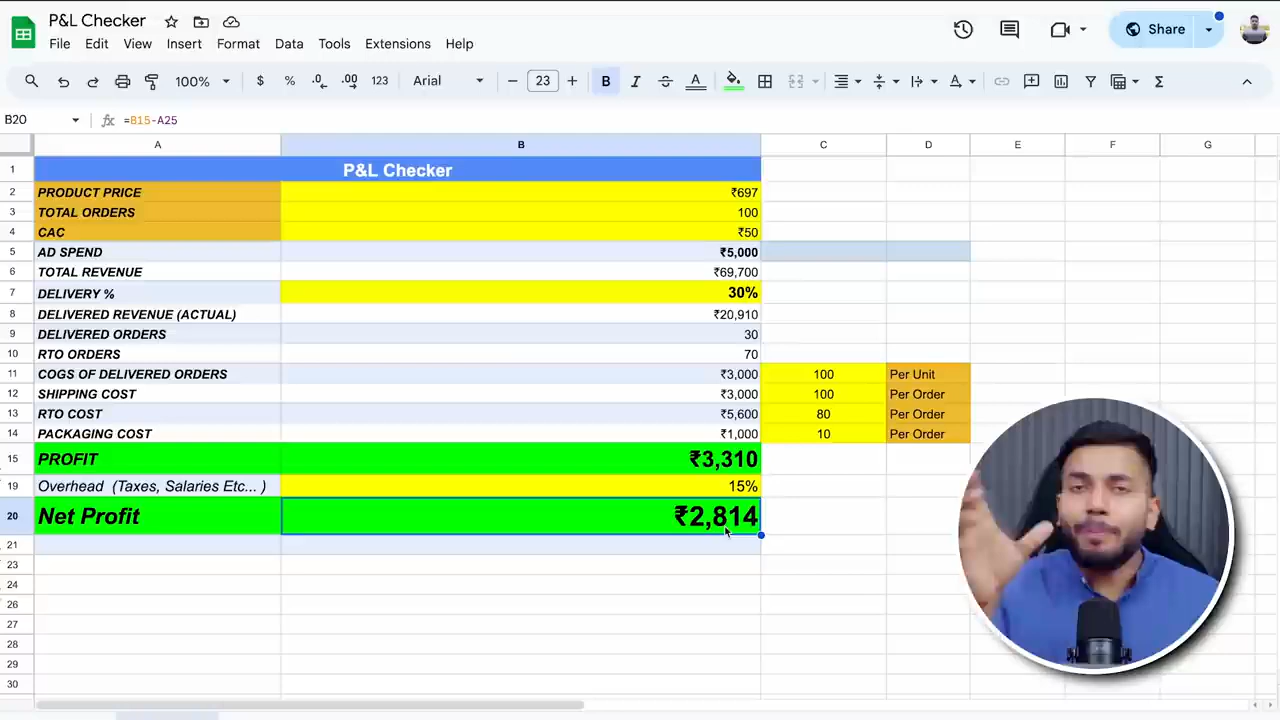 P&L Checker
File Edit View Insert Format Data Tools Extensions Help
Share
100% $ % .0 .00 123 Arial 23 B I S A A Σ
B20 fx =B15-A25
A B C D E F G
1 P&L Checker
2 PRODUCT PRICE ₹697
3 TOTAL ORDERS 100
4 CAC ₹50
5 AD SPEND ₹5,000
6 TOTAL REVENUE ₹69,700
7 DELIVERY % 30%
8 DELIVERED REVENUE (ACTUAL) ₹20,910
9 DELIVERED ORDERS 30
10 RTO ORDERS 70
11 COGS OF DELIVERED ORDERS ₹3,000 100 Per Unit
12 SHIPPING COST ₹3,000 100 Per Order
13 RTO COST ₹5,600 80 Per Order
14 PACKAGING COST ₹1,000 10 Per Order
15 PROFIT ₹3,310
19 Overhead (Taxes, Salaries Etc... ) 15%
20 Net Profit ₹2,814
21
23
24
26
27
28
29
30